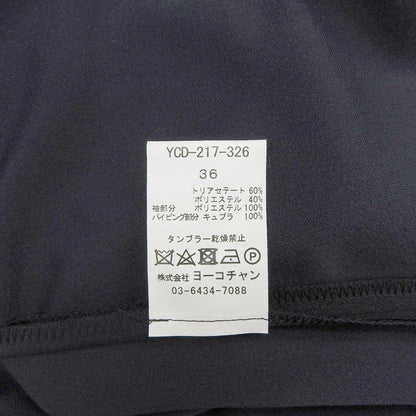 YCD-217-326
36
トリアセテート 60%
ポリエステル 40%
袖部分 ポリエステル 100%
パイピング部分 キュプラ 100%
タンブラー乾燥禁止
株式会社 ヨーコチャン
03-6434-7088